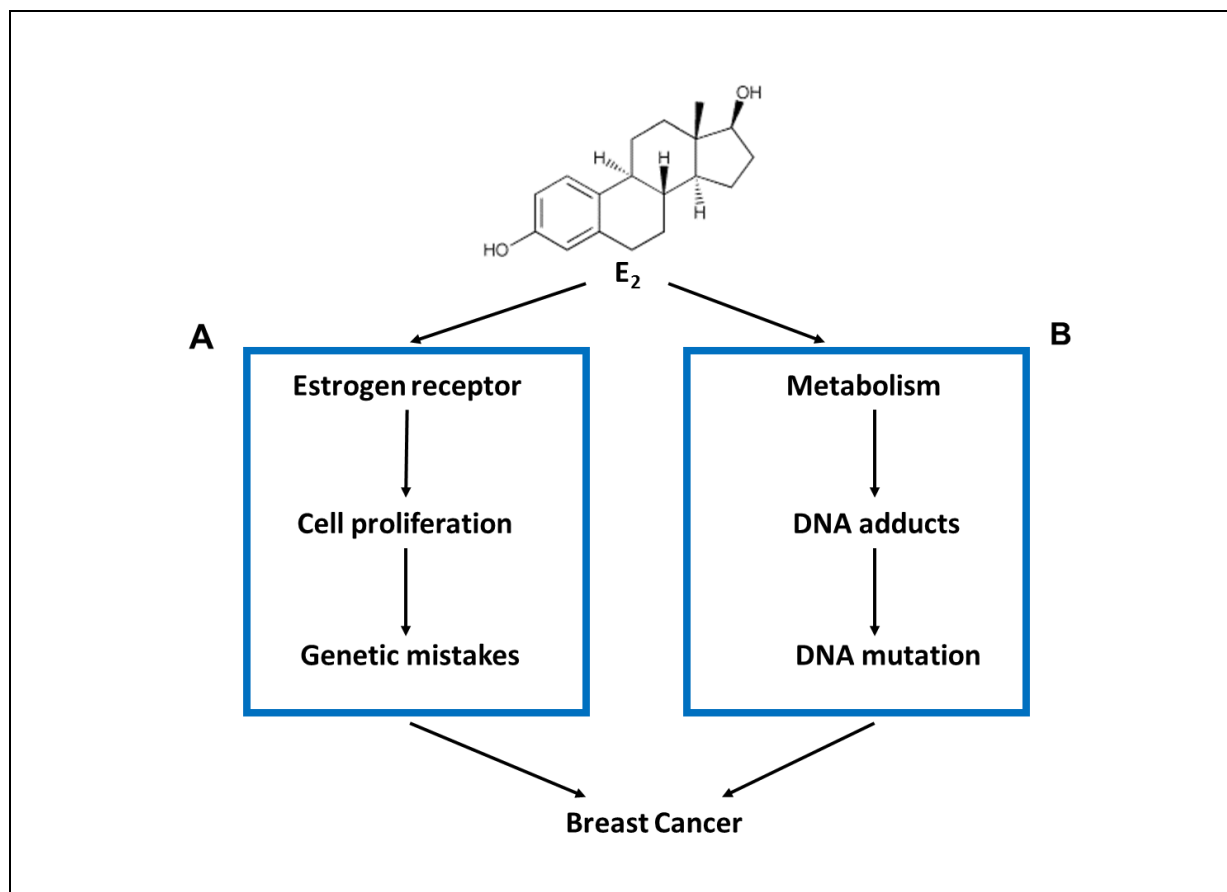 OH
H
H
H
HO
E₂
A
B
Estrogen receptor
Metabolism
Cell proliferation
DNA adducts
Genetic mistakes
DNA mutation
Breast Cancer